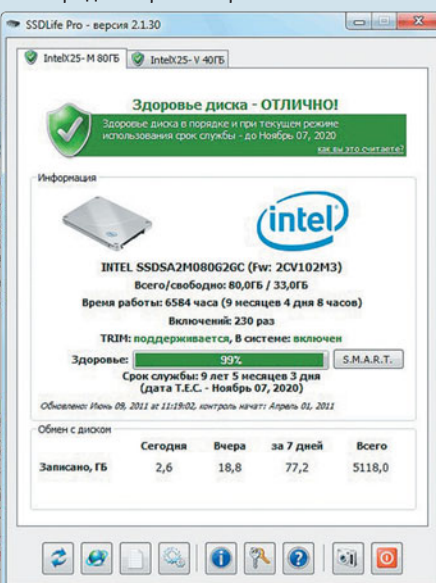 SSDLife Pro - версия 2.1.30
IntelX25-M 80ГБ IntelX25-V 40ГБ
Здоровье диска - ОТЛИЧНО!
Здоровье диска в порядке и при текущем режиме
использования срок службы - до Ноябрь 07, 2020
как вы это считаете?
Информация
intel
INTEL SSDSA2M080G2GC (Fw: 2CV102M3)
Всего/свободно: 80,0ГБ / 33,0ГБ
Время работы: 6584 часа (9 месяцев 4 дня 8 часов)
Включений: 230 раз
TRIM: поддерживается, В системе: включен
Здоровье: 99% S.M.A.R.T.
Срок службы: 9 лет 5 месяцев 3 дня
(дата T.E.C. - Ноябрь 07, 2020)
Обновлено: Июнь 09, 2011 at 11:19:02, контроль начат: Апрель 01, 2011
Обмен с диском
Сегодня Вчера за 7 дней Всего
Записано, ГБ 2,6 18,8 77,2 5118,0